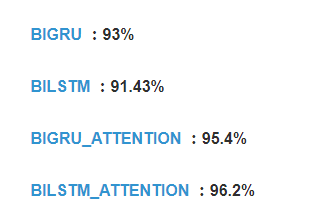 BIGRU : 93%
BILSTM : 91.43%
BIGRU_ATTENTION : 95.4%
BILSTM_ATTENTION : 96.2%